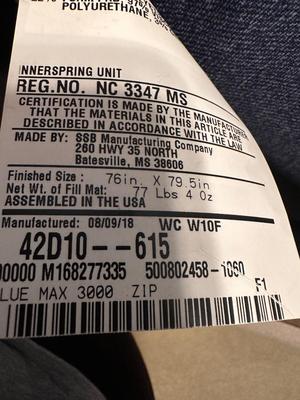 POLYURETHANE,
NNERSPRING UNIT
REG.NO. NC 3347 MS
CERTIFICATION IS MADE BY THE MANUFACTURER
THAT THE MATERIALS IN THIS ARTICLE ARE
DESCRIBED IN ACCORDANCE WITH THE LAW
MADE BY: SSB Manufacturing Company
260 HWY 35 NORTH
Batesville, MS 38606
Finished Size : 76in. X 79.5in
Net Wt. of Fill Mat: 77 Lbs 4 Oz
ASSEMBLED IN THE USA
Manufactured: 08/09/18 WC W10F
42D10--615
00000 M168277335 500802458-1060
LUE MAX 3000 ZIP F1